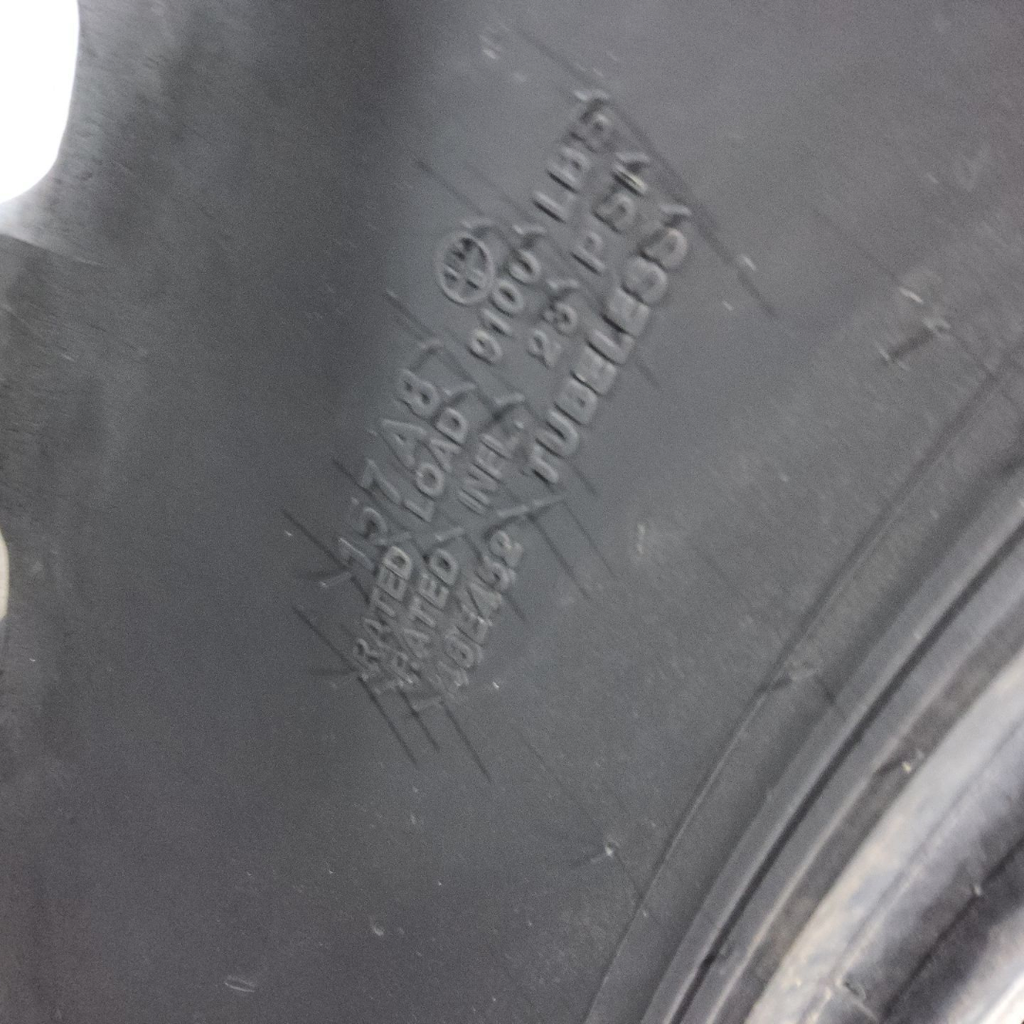 157A8
RATED LOAD 9100 LBS
RATED INFL. 23 PSI
TUBELESS